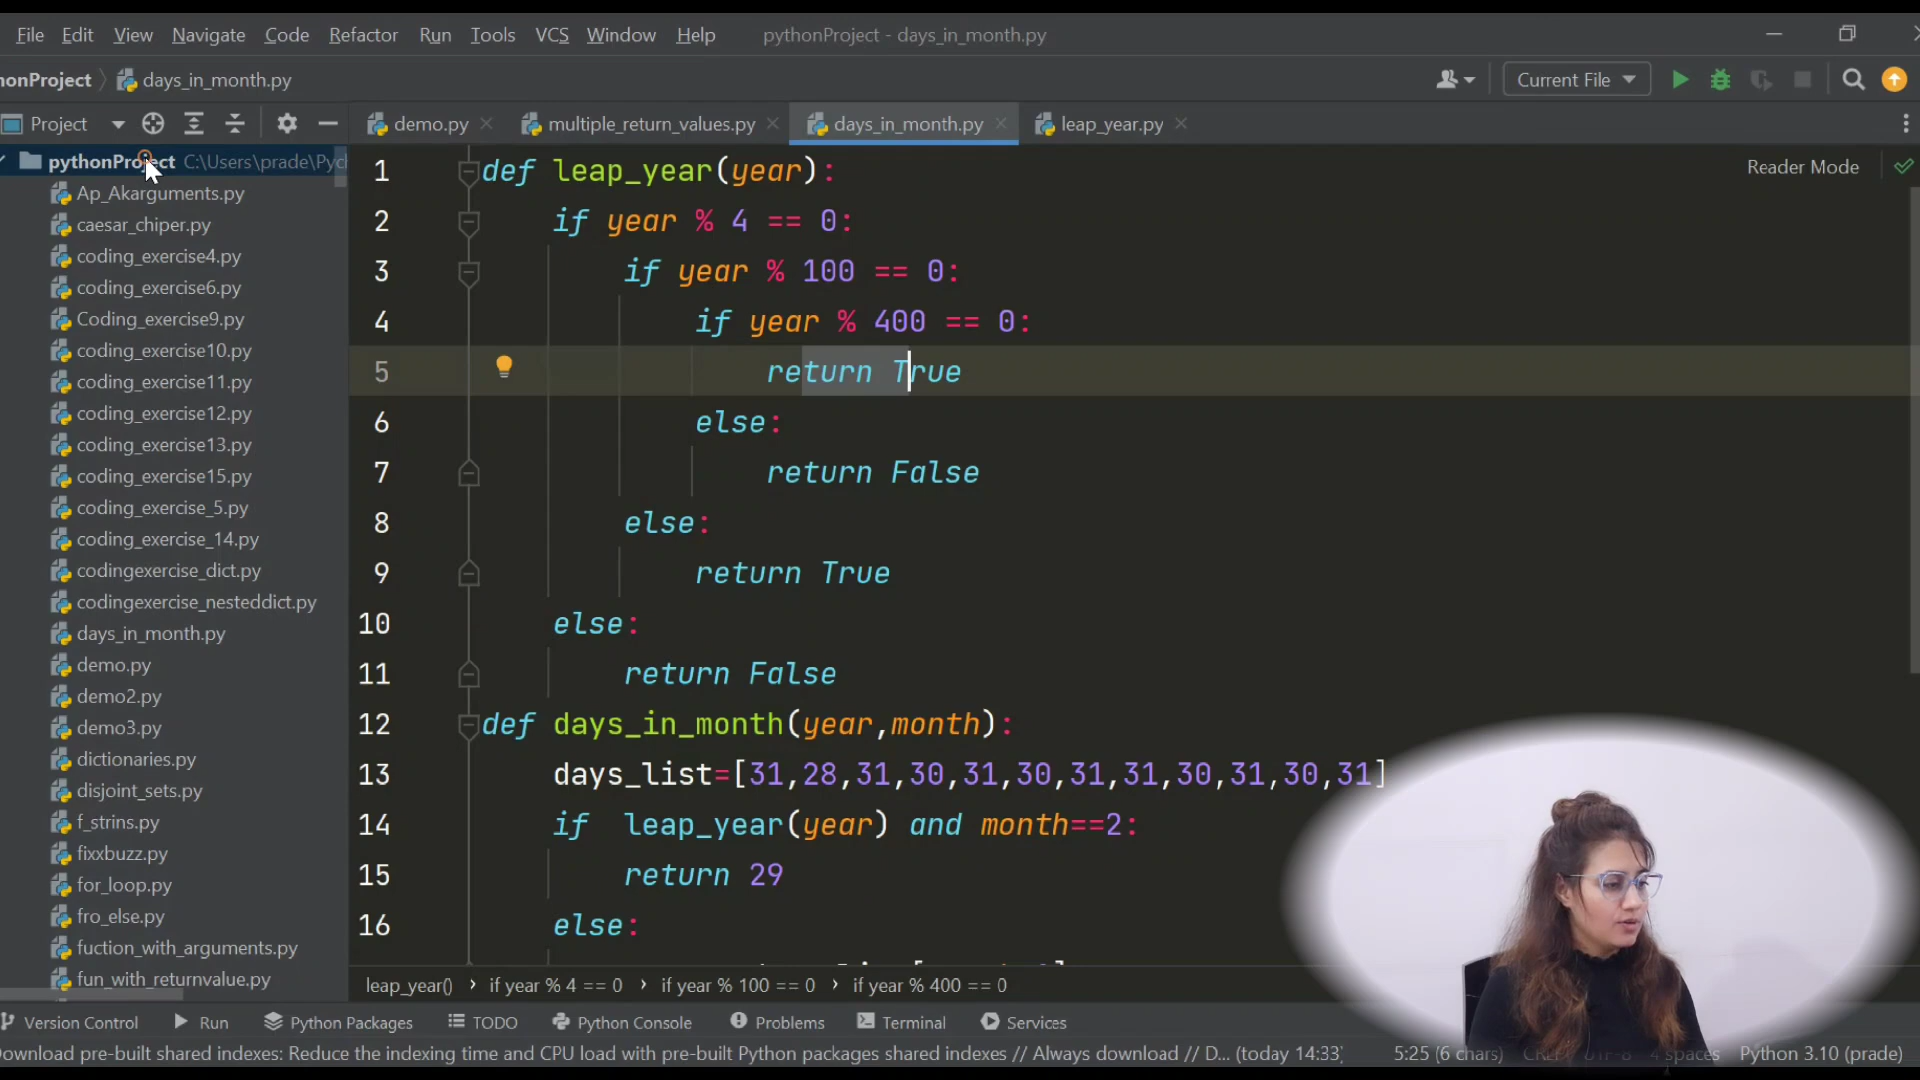 File Edit View Navigate Code Refactor Run Tools VCS Window Help pythonProject - days_in_month.py
honProject days_in_month.py Current File
Project demo.py multiple_return_values.py days_in_month.py leap_year.py
pythonProject C:\Users\prade\Pych
Ap_Akarguments.py
caesar_chiper.py
coding_exercise4.py
coding_exercise6.py
Coding_exercise9.py
coding_exercise10.py
coding_exercise11.py
coding_exercise12.py
coding_exercise13.py
coding_exercise15.py
coding_exercise_5.py
coding_exercise_14.py
codingexercise_dict.py
codingexercise_nesteddict.py
days_in_month.py
demo.py
demo2.py
demo3.py
dictionaries.py
disjoint_sets.py
f_strins.py
fixxbuzz.py
for_loop.py
fro_else.py
fuction_with_arguments.py
fun_with_returnvalue.py
Reader Mode
1 def leap_year(year):
2 if year % 4 == 0:
3 if year % 100 == 0:
4 if year % 400 == 0:
5 return True
6 else:
7 return False
8 else:
9 return True
10 else:
11 return False
12 def days_in_month(year,month):
13 days_list=[31,28,31,30,31,30,31,31,30,31,30,31]
14 if leap_year(year) and month==2:
15 return 29
16 else:
leap_year() › if year % 4 == 0 › if year % 100 == 0 › if year % 400 == 0
Version Control Run Python Packages TODO Python Console Problems Terminal Services
Download pre-built shared indexes: Reduce the indexing time and CPU load with pre-built Python packages shared indexes // Always download // D... (today 14:33) 5:25 (6 chars) CRLF UTF-8 4 spaces Python 3.10 (prade)